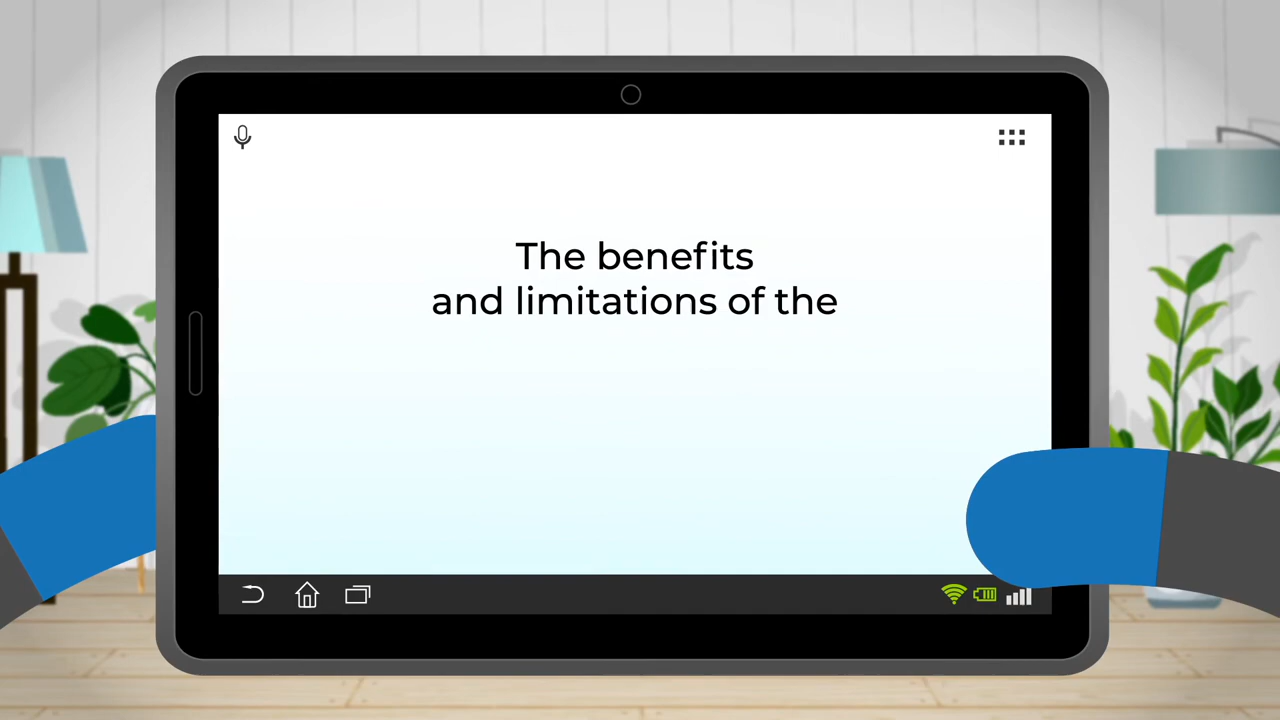 The benefits
and limitations of the